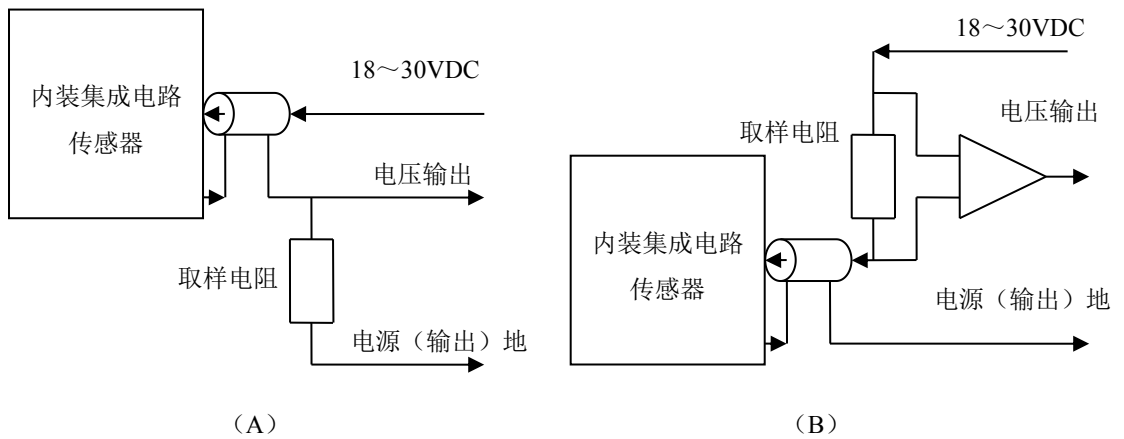 内装集成电路
传感器
18～30VDC
电压输出
取样电阻
电源（输出）地
（A）
18～30VDC
电压输出
取样电阻
内装集成电路
传感器
电源（输出）地
（B）